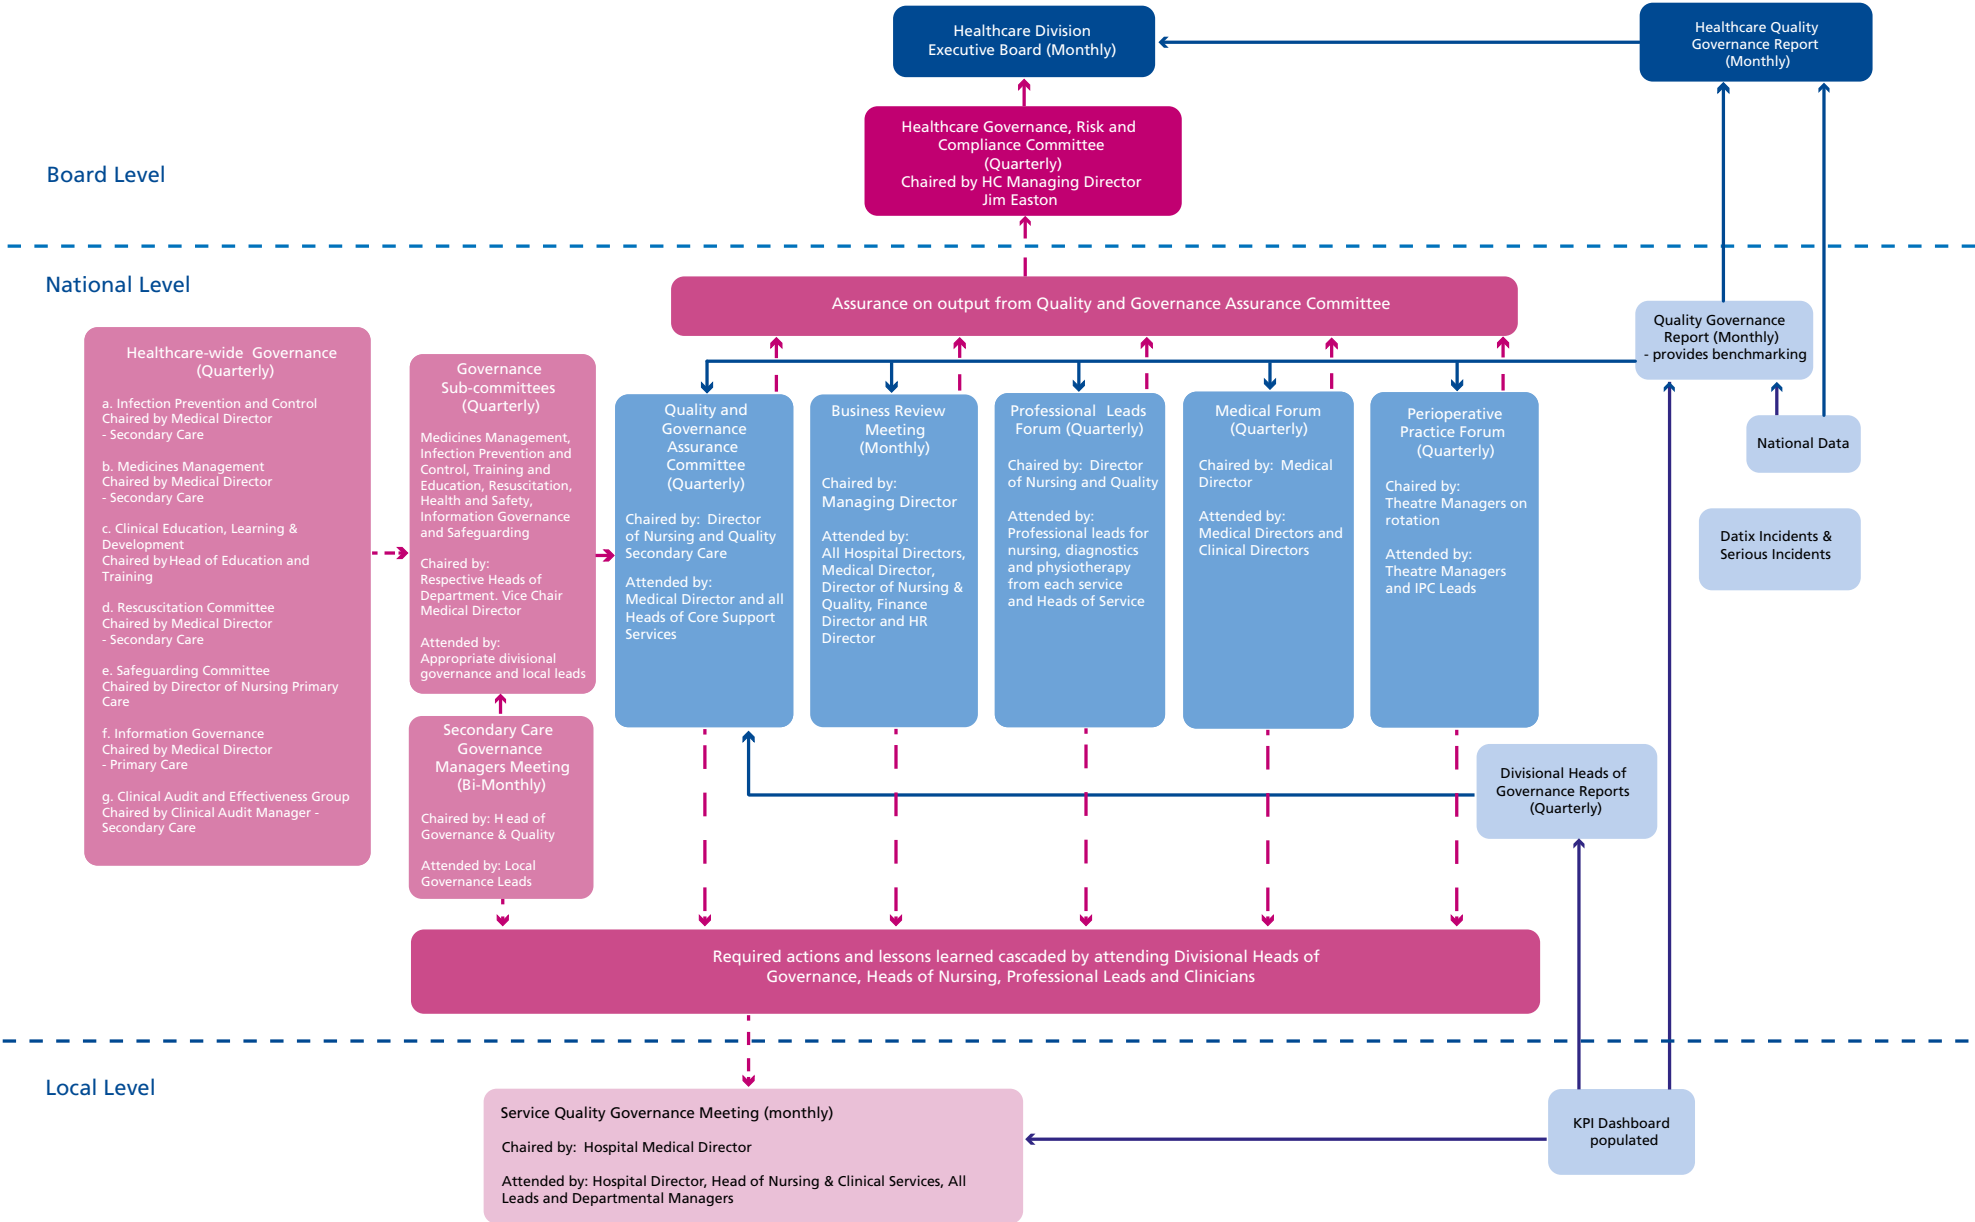 Healthcare Division
Executive Board (Monthly)
Healthcare Quality
Governance Report
(Monthly)
Healthcare Governance, Risk and
Compliance Committee
(Quarterly)
Chaired by HC Managing Director
Jim Easton
Board Level
National Level
Assurance on output from Quality and Governance Assurance Committee
Quality Governance
Report (Monthly)
- provides benchmarking
Healthcare-wide Governance
(Quarterly)
a. Infection Prevention and Control
Chaired by Medical Director
- Secondary Care
b. Medicines Management
Chaired by Medical Director
- Secondary Care
c. Clinical Education, Learning &
Development
Chaired by Head of Education and
Training
d. Rescuscitation Committee
Chaired by Medical Director
- Secondary Care
e. Safeguarding Committee
Chaired by Director of Nursing Primary
Care
f. Information Governance
Chaired by Medical Director
- Primary Care
g. Clinical Audit and Effectiveness Group
Chaired by Clinical Audit Manager -
Secondary Care
Governance
Sub-committees
(Quarterly)
Medicines Management,
Infection Prevention and
Control, Training and
Education, Resuscitation,
Health and Safety,
Information Governance
and Safeguarding
Chaired by:
Respective Heads of
Department. Vice Chair
Medical Director
Attended by:
Appropriate divisional
governance and local leads
Secondary Care
Governance
Managers Meeting
(Bi-Monthly)
Chaired by: H ead of
Governance & Quality
Attended by: Local
Governance Leads
Quality and
Governance
Assurance
Committee
(Quarterly)
Chaired by: Director
of Nursing and Quality
Secondary Care
Attended by:
Medical Director and all
Heads of Core Support
Services
Business Review
Meeting
(Monthly)
Chaired by:
Managing Director
Attended by:
All Hospital Directors,
Medical Director,
Director of Nursing &
Quality, Finance
Director and HR
Director
Professional Leads
Forum (Quarterly)
Chaired by: Director
of Nursing and Quality
Attended by:
Professional leads for
nursing, diagnostics
and physiotherapy
from each service
and Heads of Service
Medical Forum
(Quarterly)
Chaired by: Medical
Director
Attended by:
Medical Directors and
Clinical Directors
Perioperative
Practice Forum
(Quarterly)
Chaired by:
Theatre Managers on
rotation
Attended by:
Theatre Managers
and IPC Leads
National Data
Datix Incidents &
Serious Incidents
Divisional Heads of
Governance Reports
(Quarterly)
Required actions and lessons learned cascaded by attending Divisional Heads of
Governance, Heads of Nursing, Professional Leads and Clinicians
Local Level
Service Quality Governance Meeting (monthly)
Chaired by: Hospital Medical Director
Attended by: Hospital Director, Head of Nursing & Clinical Services, All
Leads and Departmental Managers
KPI Dashboard
populated